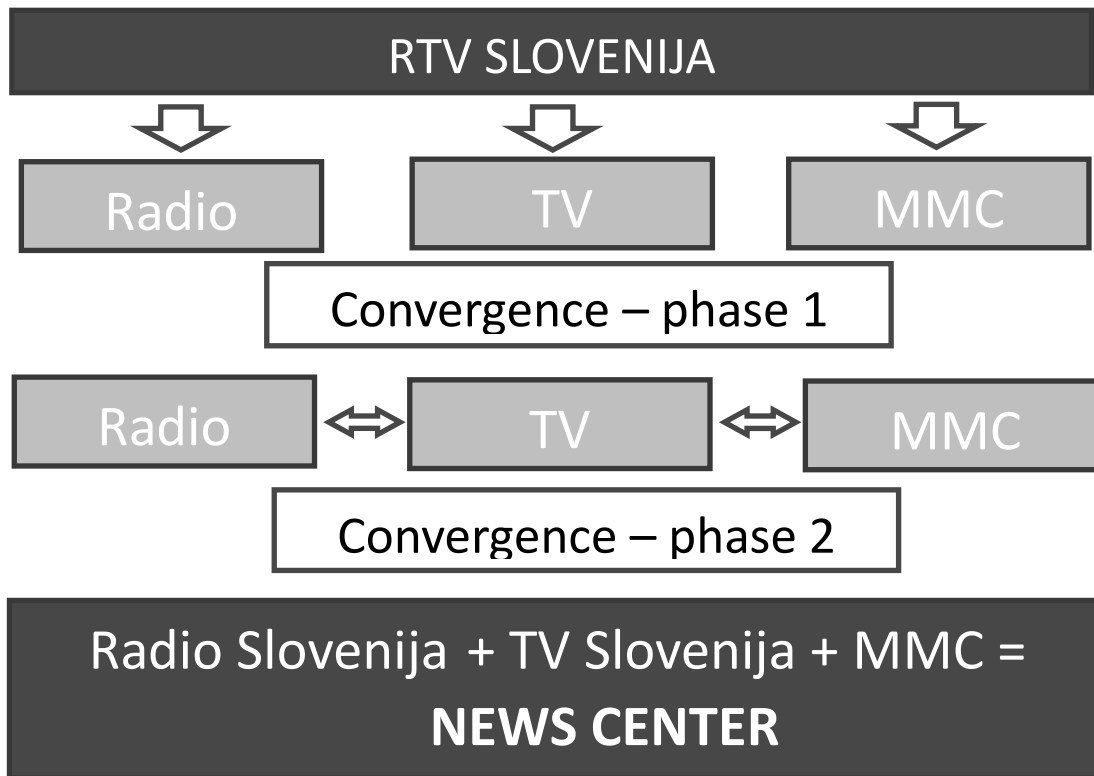 RTV SLOVENIJA
Radio
TV
MMC
Convergence – phase 1
Radio
TV
MMC
Convergence – phase 2
Radio Slovenija + TV Slovenija + MMC =
NEWS CENTER